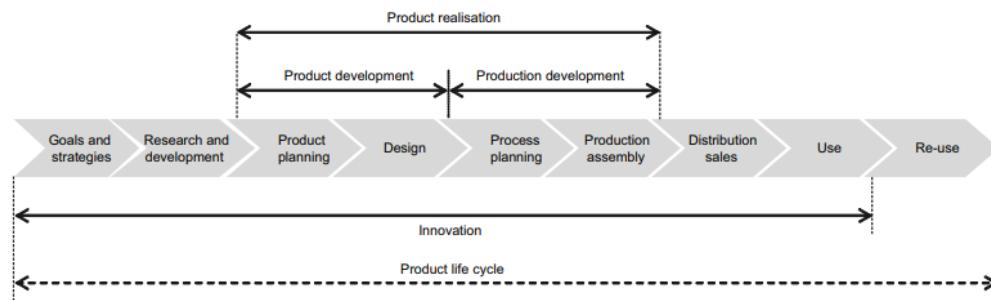 Product realisation
Product development
Production development
Goals and
strategies
Research and
development
Product
planning
Design
Process
planning
Production
assembly
Distribution
sales
Use
Re-use
Innovation
Product life cycle